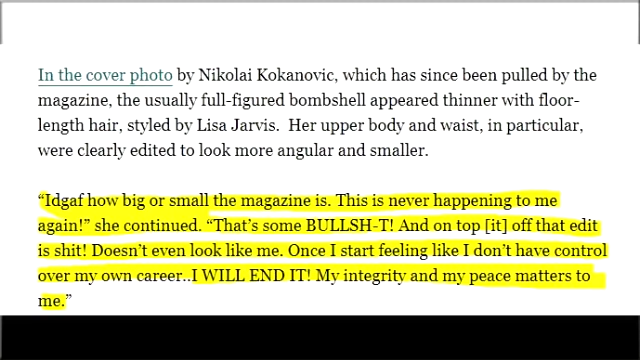 In the cover photo by Nikolai Kokanovic, which has since been pulled by the
magazine, the usually full-figured bombshell appeared thinner with floor-
length hair, styled by Lisa Jarvis.  Her upper body and waist, in particular,
were clearly edited to look more angular and smaller.
“Idgaf how big or small the magazine is. This is never happening to me
again!” she continued. “That’s some BULLSH-T! And on top [it] off that edit
is shit! Doesn’t even look like me. Once I start feeling like I don’t have control
over my own career..I WILL END IT! My integrity and my peace matters to
me.”